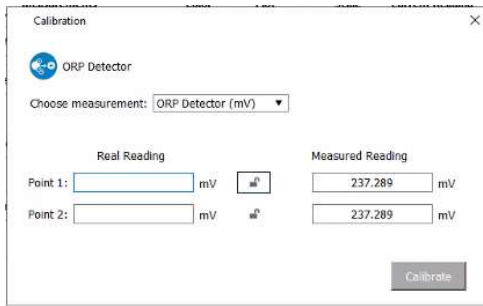 Calibration
ORP Detector
Choose measurement: ORP Detector (mV)
Real Reading Measured Reading
Point 1: mV 237.289 mV
Point 2: mV 237.289 mV
Calibrate